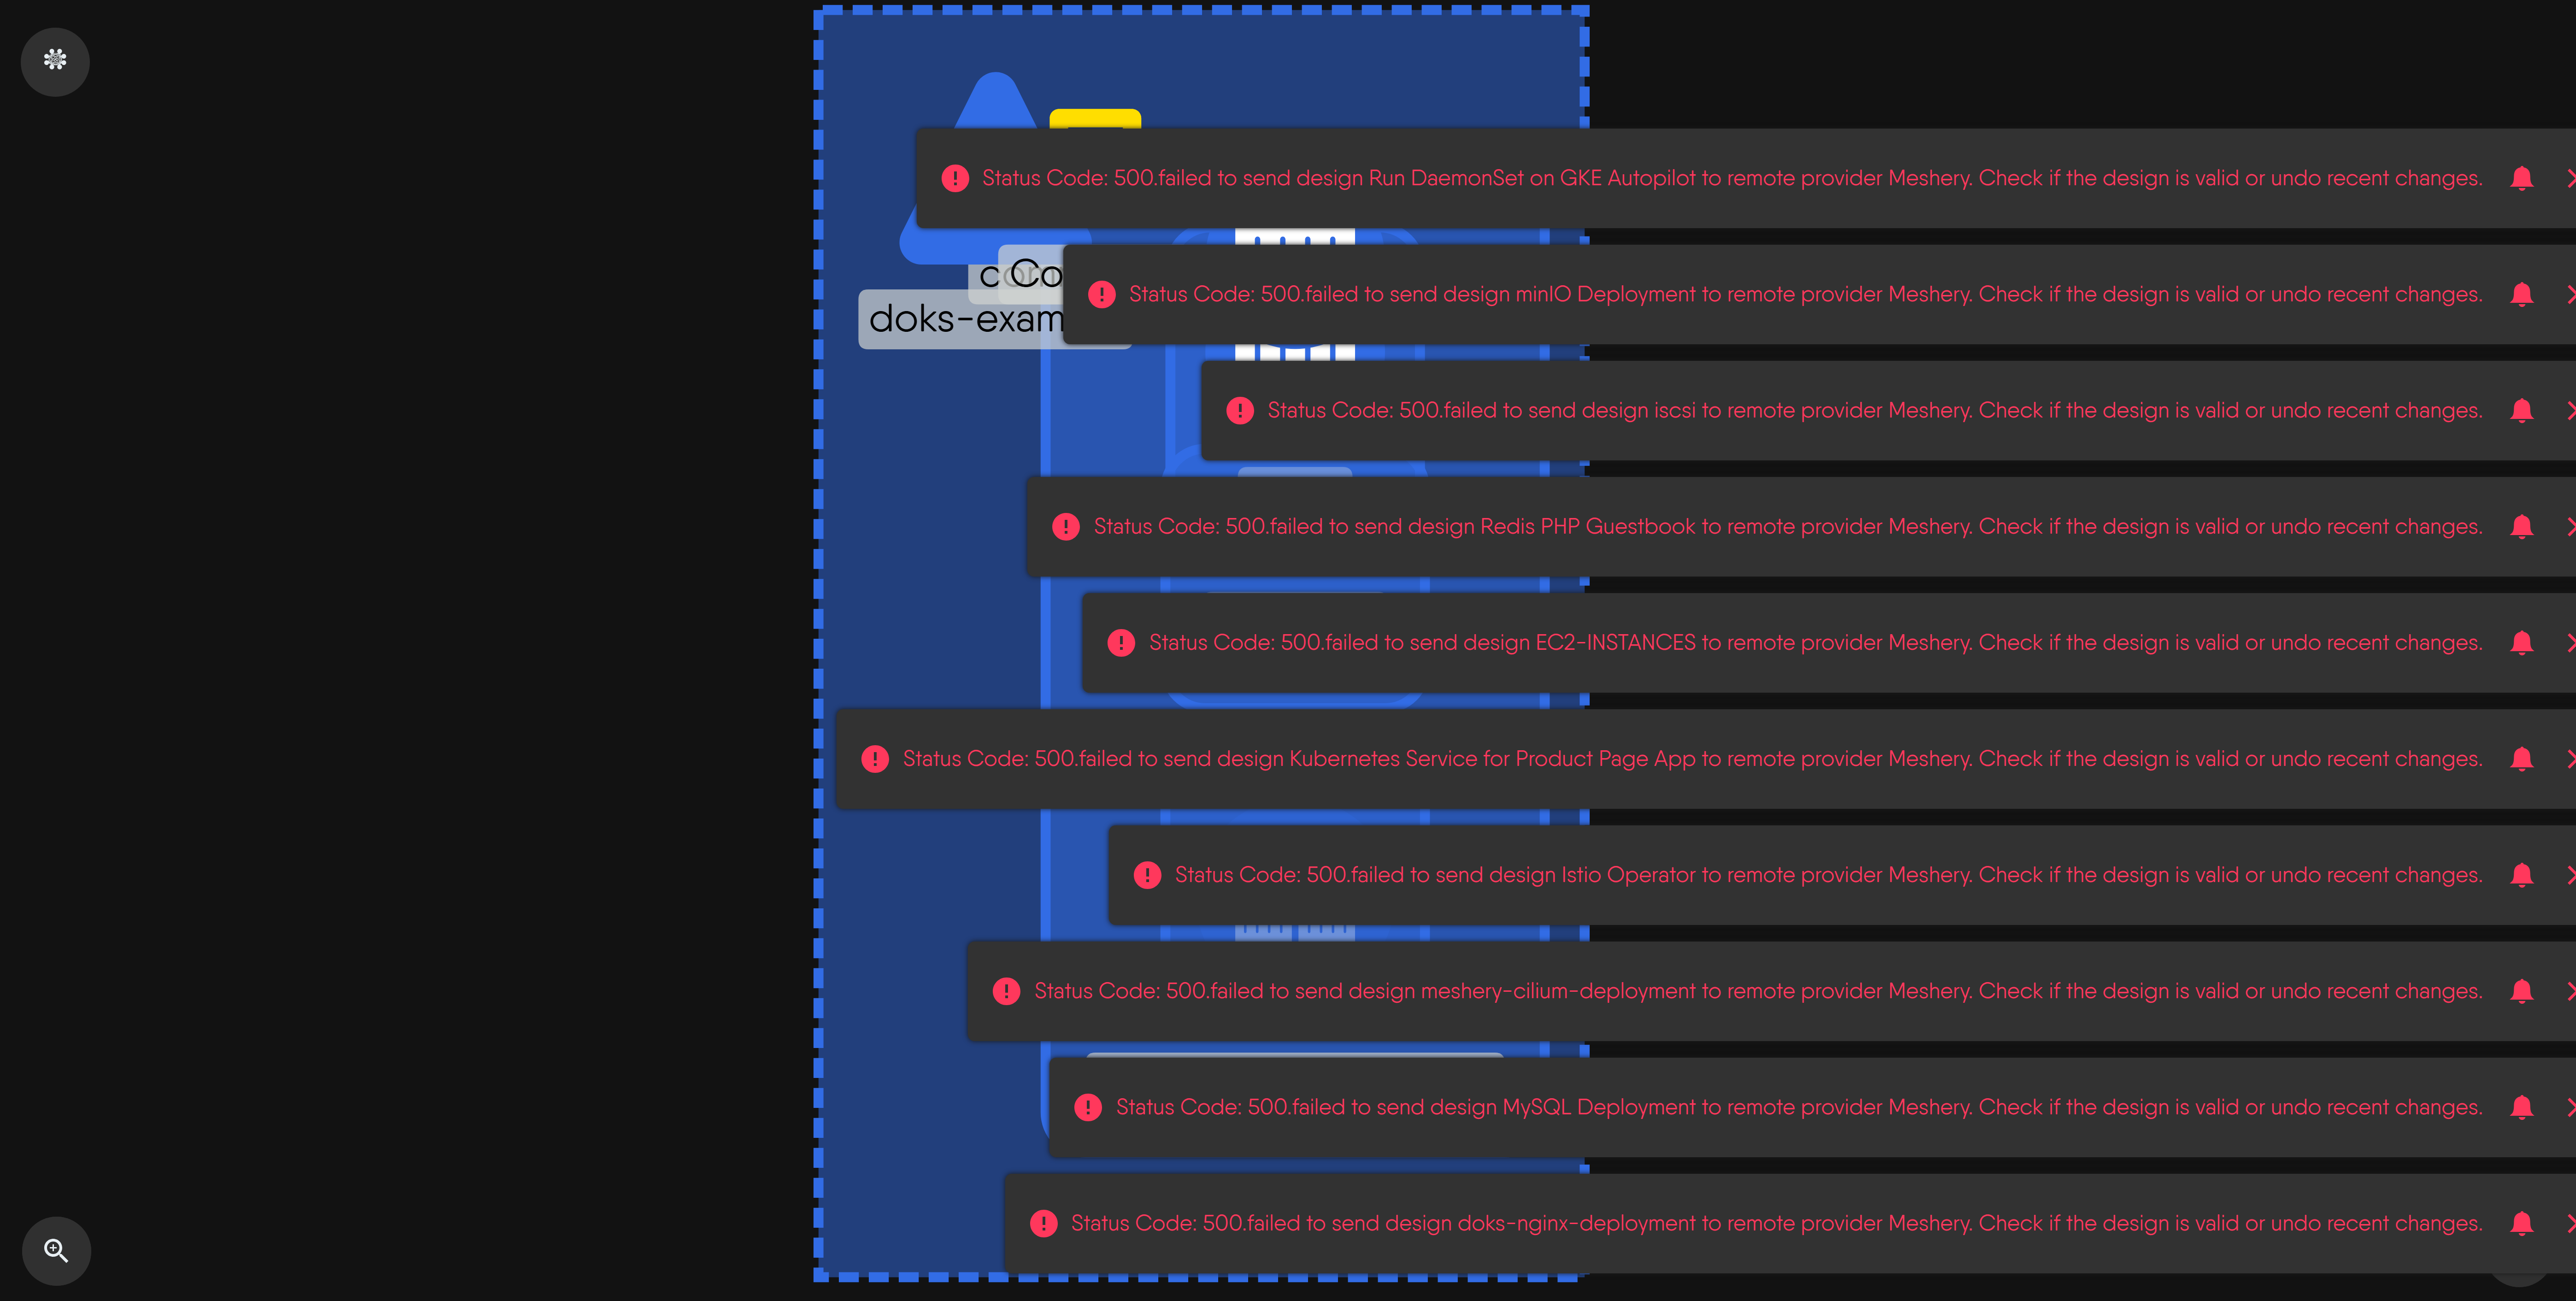 Status Code: 500.failed to send design Run DaemonSet on GKE Autopilot to remote provider Meshery. Check if the design is valid or undo recent changes.
Co
Status Code: 500.failed to send design minIO Deployment to remote provider Meshery. Check if the design is valid or undo recent changes.
doks-exam
Status Code: 500.failed to send design iscsi to remote provider Meshery. Check if the design is valid or undo recent changes.
Status Code: 500.failed to send design Redis PHP Guestbook to remote provider Meshery. Check if the design is valid or undo recent changes.
Status Code: 500.failed to send design EC2-INSTANCES to remote provider Meshery. Check if the design is valid or undo recent changes.
Status Code: 500.failed to send design Kubernetes Service for Product Page App to remote provider Meshery. Check if the design is valid or undo recent changes.
Status Code: 500.failed to send design Istio Operator to remote provider Meshery. Check if the design is valid or undo recent changes.
Status Code: 500.failed to send design meshery-cilium-deployment to remote provider Meshery. Check if the design is valid or undo recent changes.
Status Code: 500.failed to send design MySQL Deployment to remote provider Meshery. Check if the design is valid or undo recent changes.
Status Code: 500.failed to send design doks-nginx-deployment to remote provider Meshery. Check if the design is valid or undo recent changes.